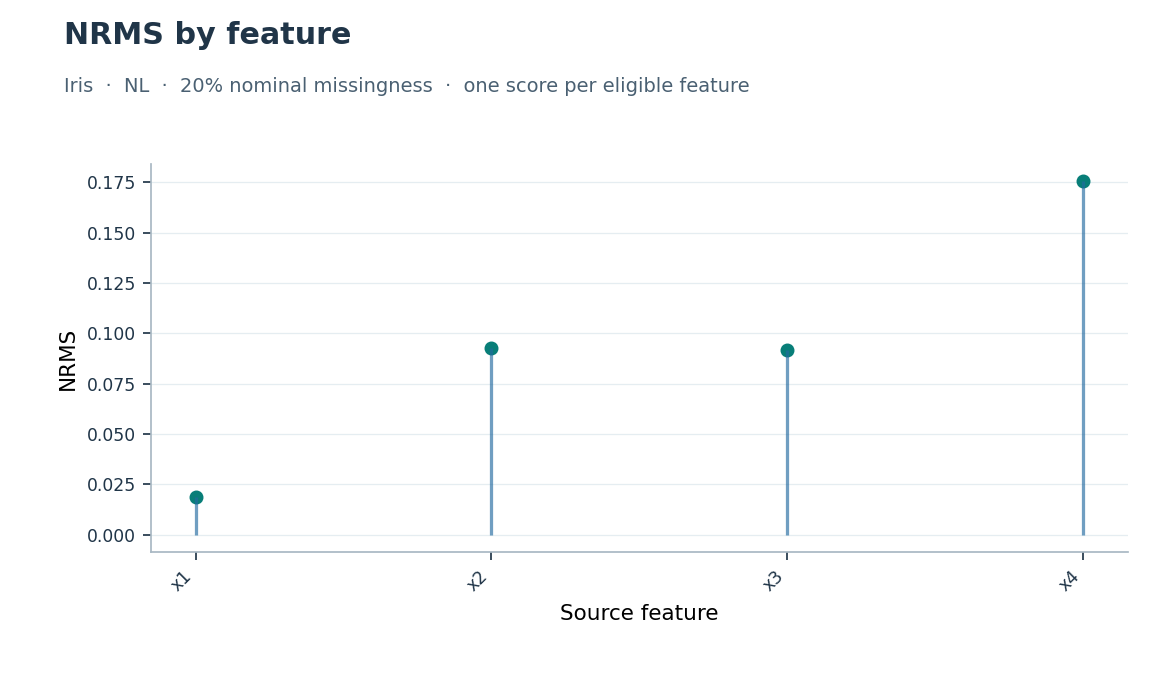 NRMS by feature
Iris · NL · 20% nominal missingness · one score per eligible feature
0.175
0.150
0.125
0.100
0.075
0.050
0.025
0.000
NRMS
x1 x2 x3 x4
Source feature